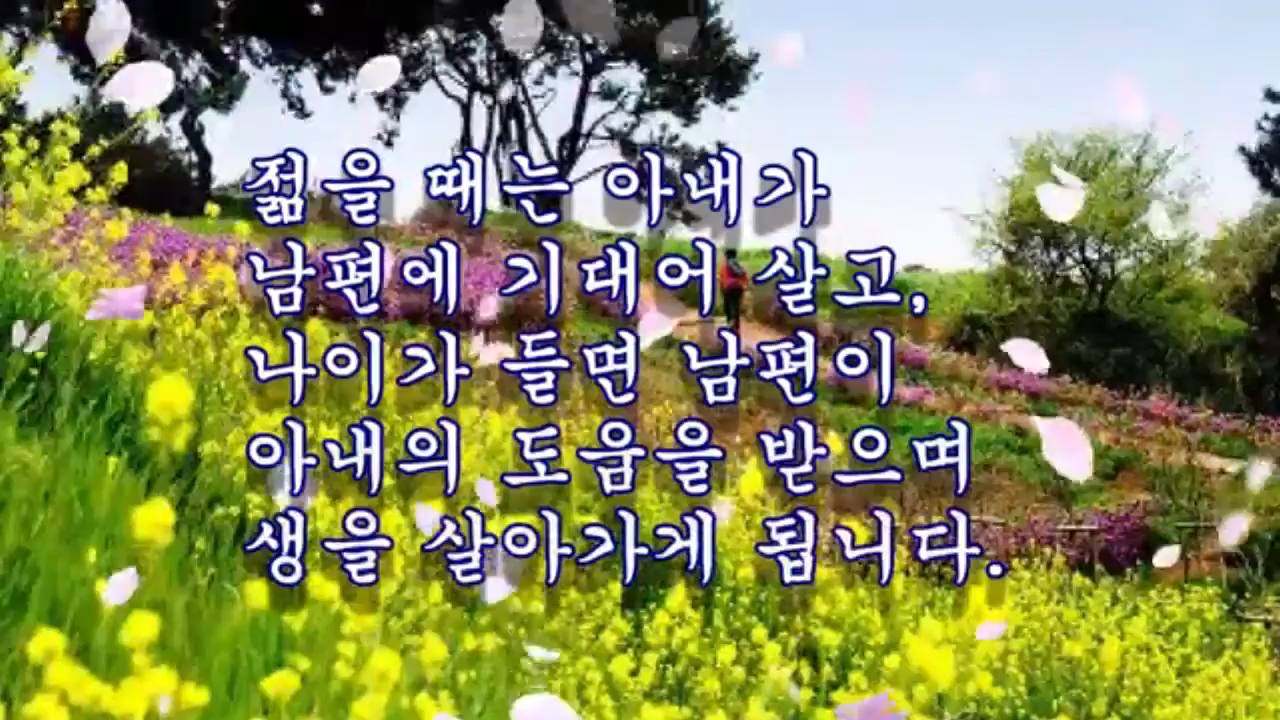 젊을 때는 아내가
남편에 기대어 살고,
나이가 들면 남편이
아내의 도움을 받으며
생을 살아가게 됩니다.